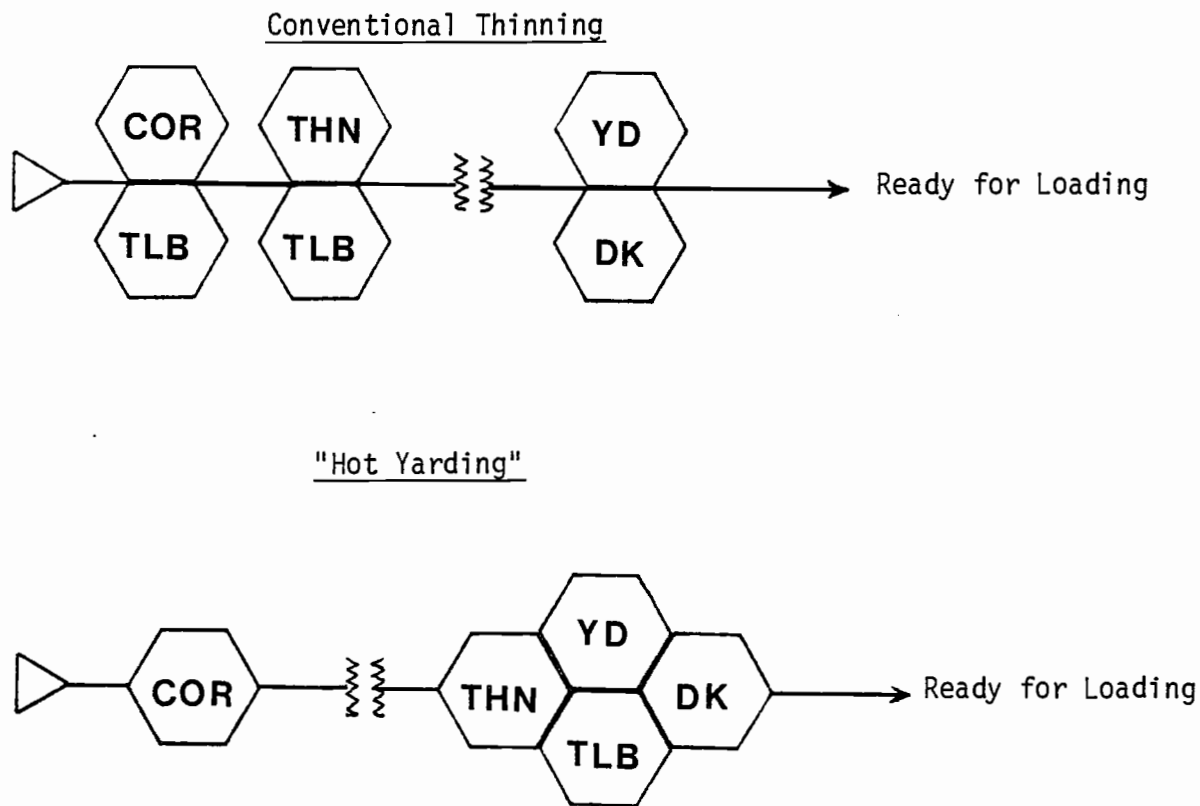 Conventional Thinning
COR THN YD
Ready for Loading
TLB TLB DK
"Hot Yarding"
YD
COR THN DK Ready for Loading
TLB